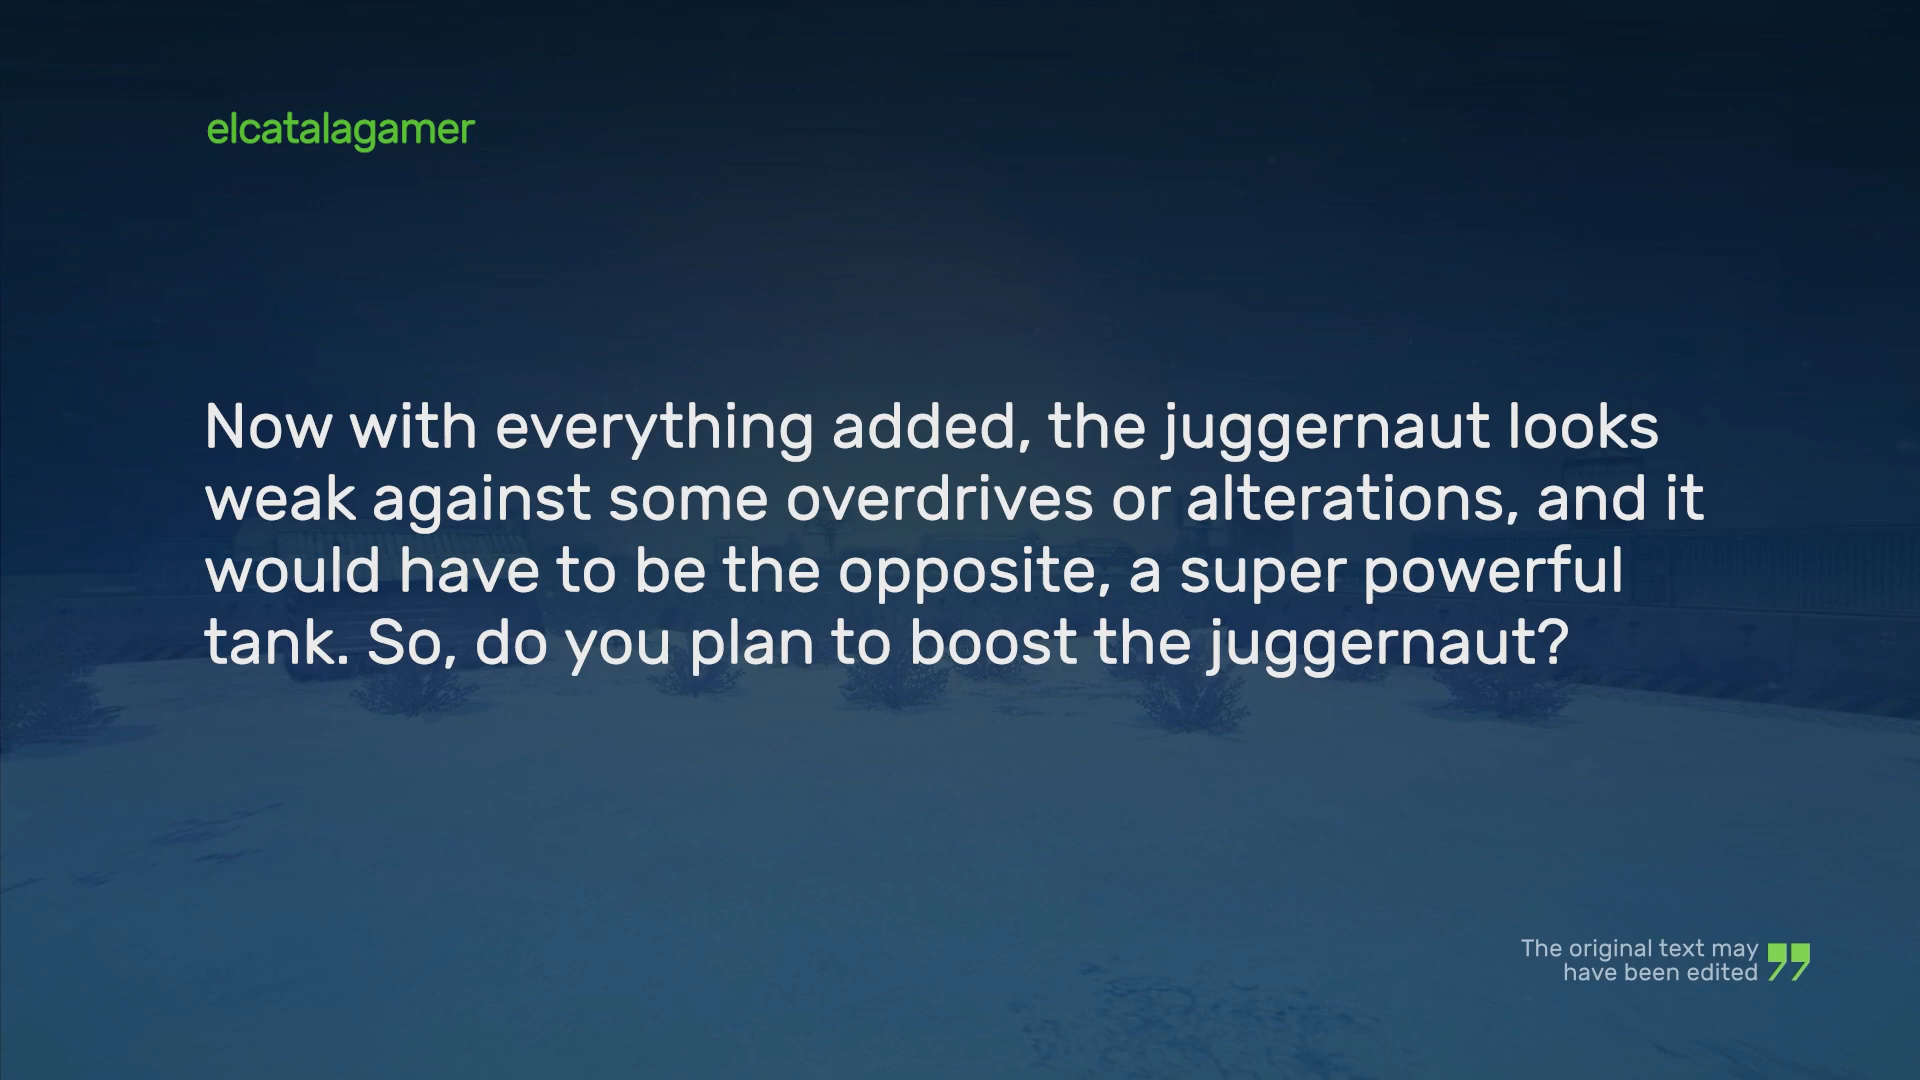 elcatalagamer
Now with everything added, the juggernaut looks
weak against some overdrives or alterations, and it
would have to be the opposite, a super powerful
tank. So, do you plan to boost the juggernaut?
The original text may
have been edited